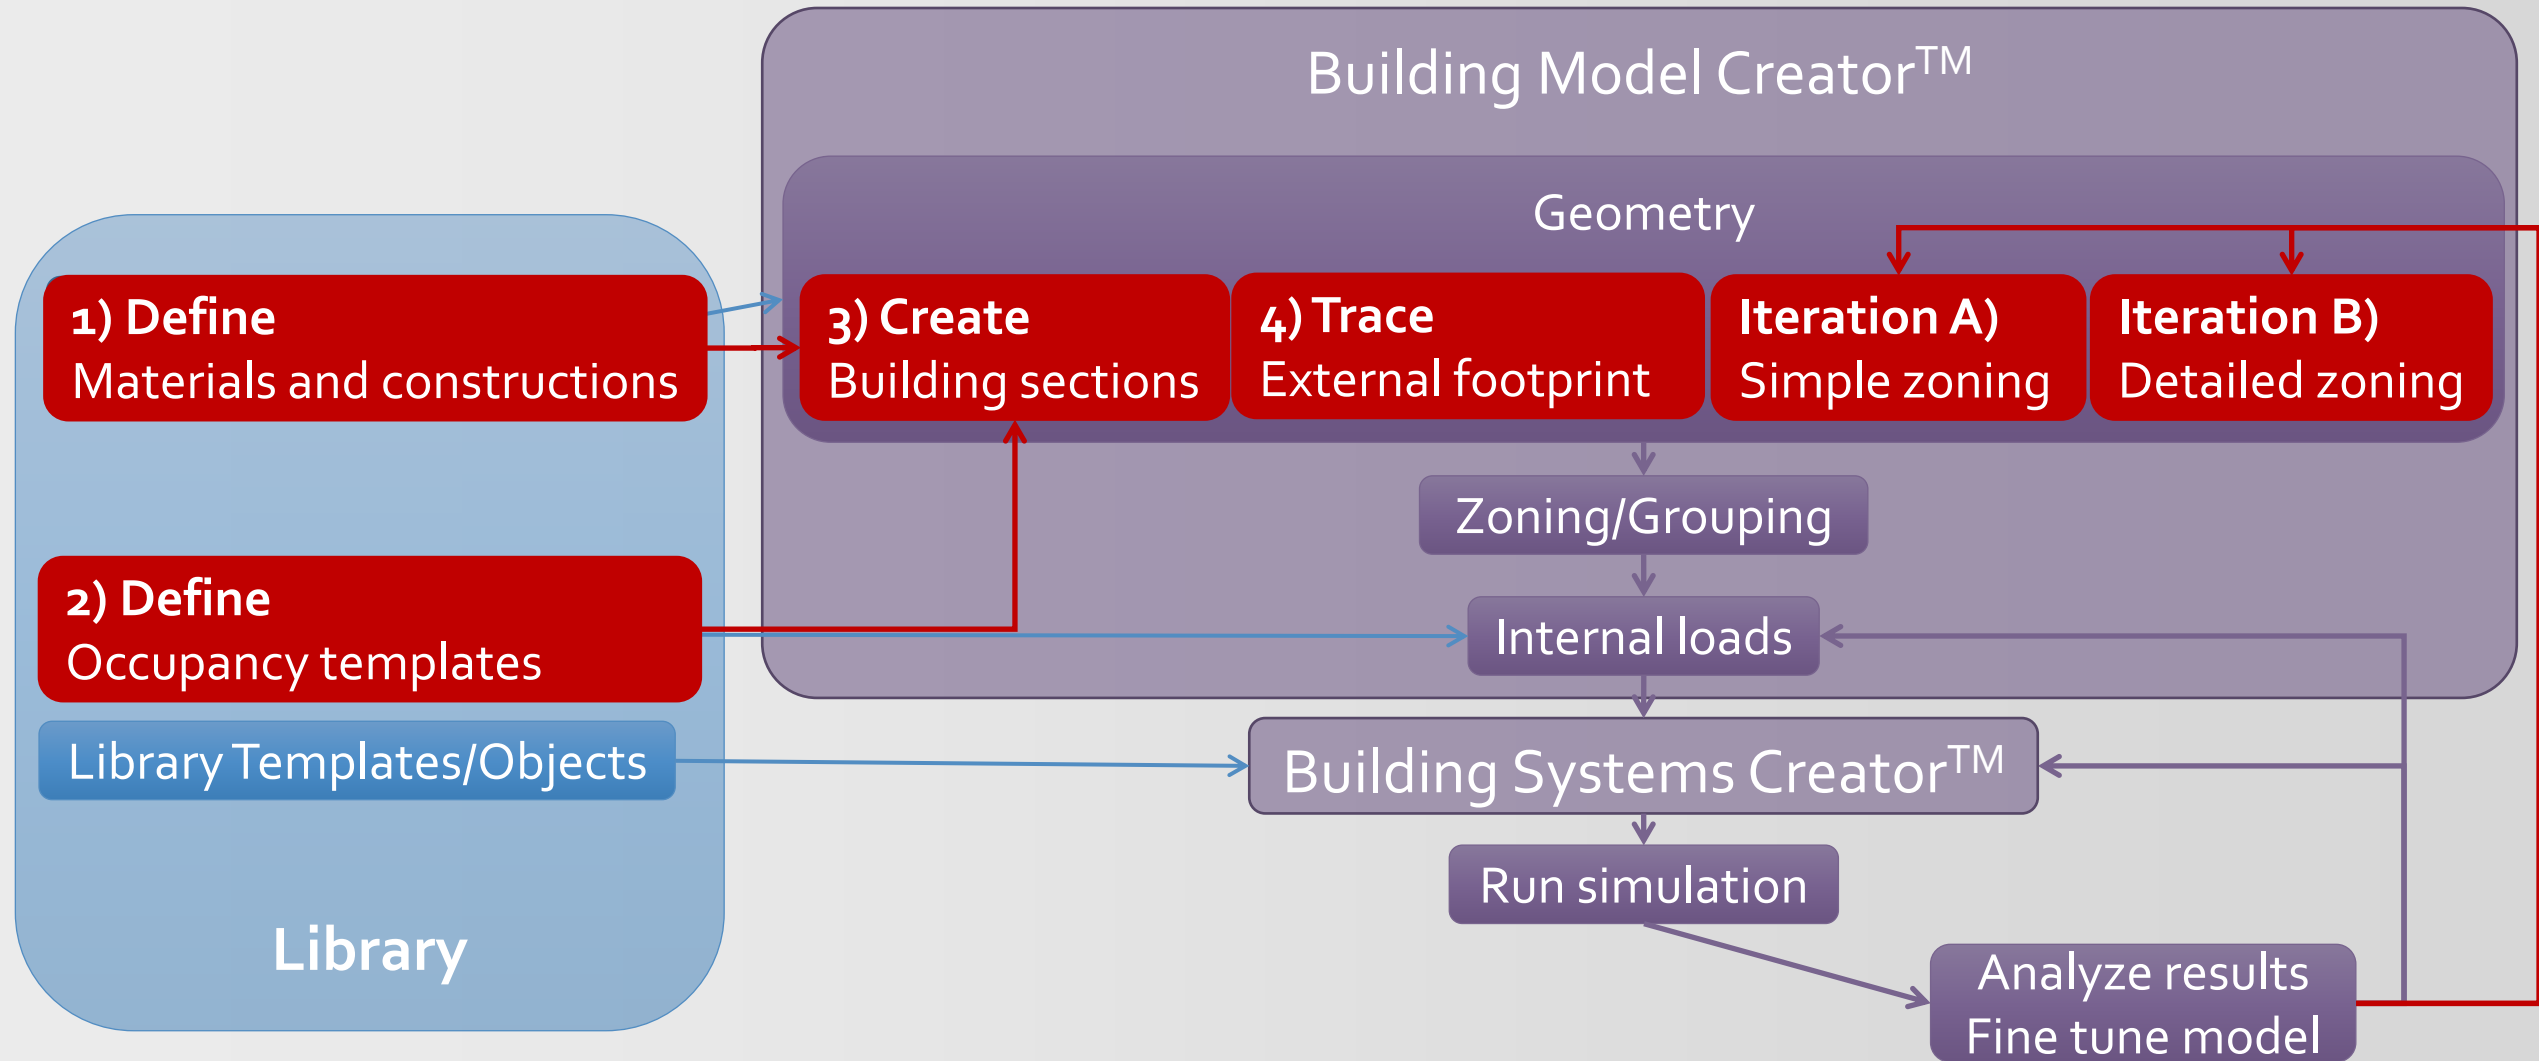 Building Model Creator™
Geometry
1) Define
Materials and constructions
3) Create
Building sections
4) Trace
External footprint
Iteration A)
Simple zoning
Iteration B)
Detailed zoning
Zoning/Grouping
2) Define
Occupancy templates
Internal loads
Library Templates/Objects
Building Systems Creator™
Run simulation
Library
Analyze results
Fine tune model